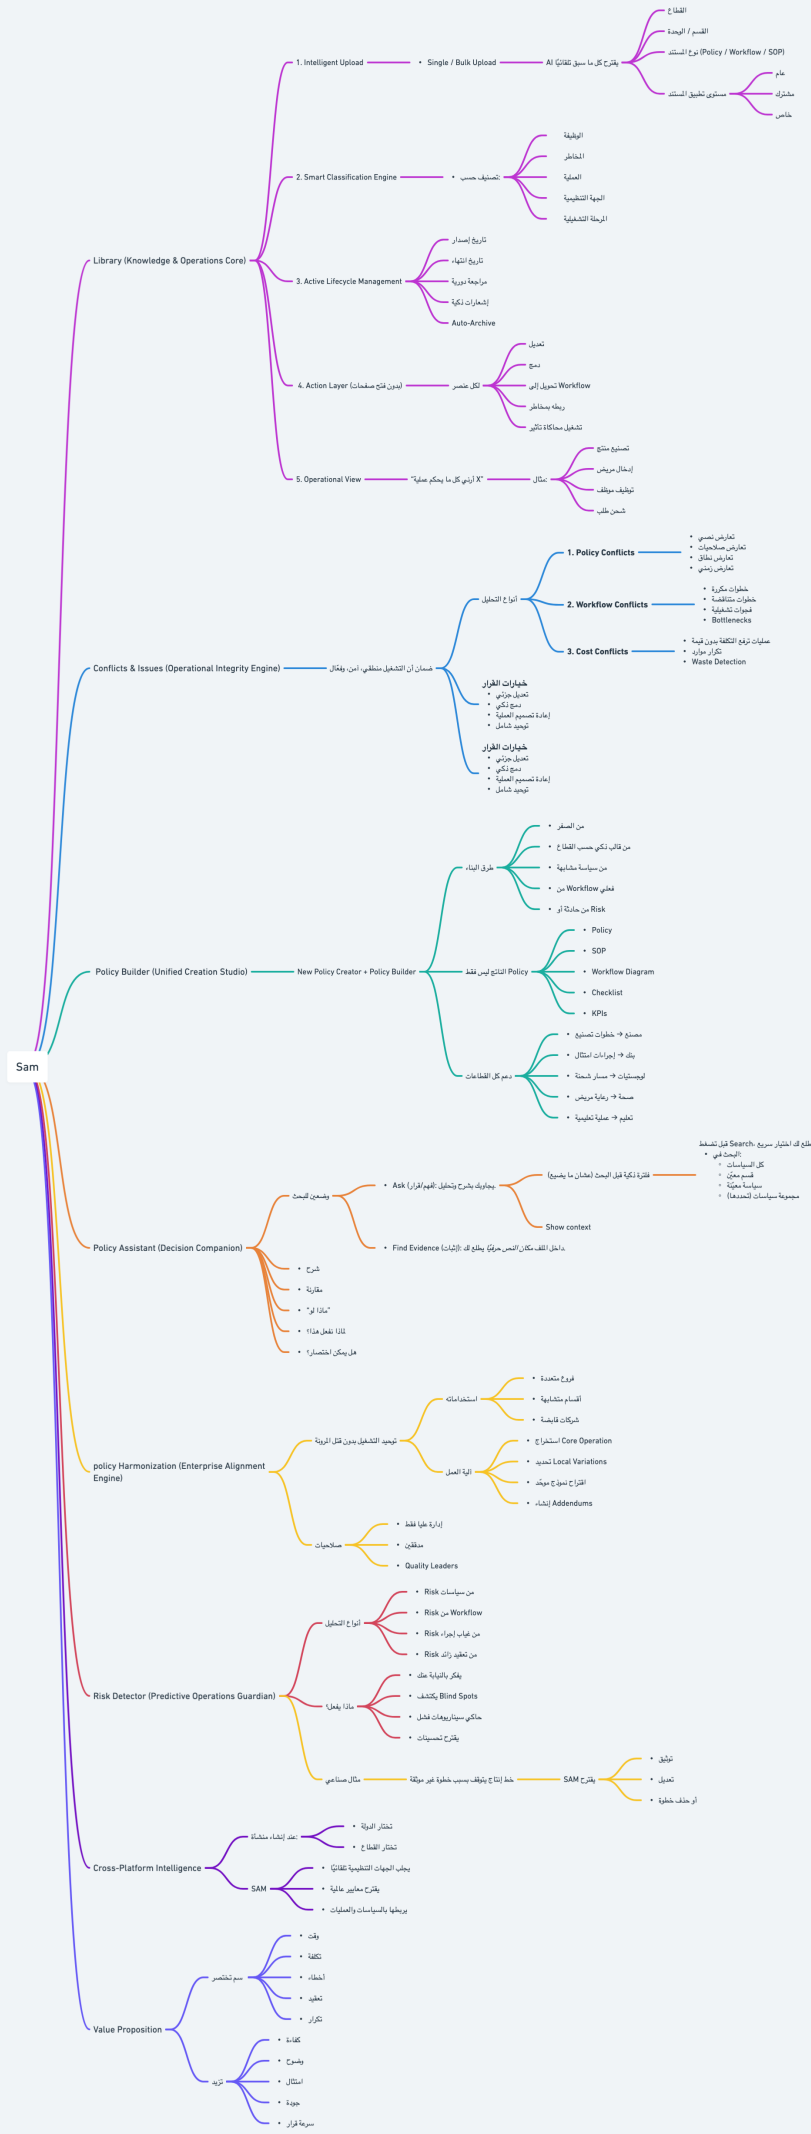 Sam
Library (Knowledge & Operations Core)
1. Intelligent Upload
• Single / Bulk Upload
AI يقترح كل ما سبق تلقائيًا
القطاع
القسم / الوحدة
نوع المستند (Policy / Workflow / SOP)
مستوى تطبيق المستند
عام
مشترك
خاص
2. Smart Classification Engine
• تصنيف حسب:
الوظيفة
المخاطر
العملية
الجهة التنظيمية
المرحلة التشغيلية
3. Active Lifecycle Management
تاريخ إصدار
تاريخ انتهاء
مراجعة دورية
إشعارات ذكية
Auto-Archive
4. Action Layer (بدون فتح صفحات)
لكل عنصر
تعديل
دمج
تحويل إلى Workflow
ربطه بمخاطر
تشغيل محاكاة تأثير
5. Operational View
"أرني كل ما يحكم عملية X"
مثال:
تصنيع منتج
إدخال مريض
توظيف موظف
شحن طلب
Conflicts & Issues (Operational Integrity Engine)
ضمان أن التشغيل منطقي، آمن، وفعّال
أنواع التحليل
1. Policy Conflicts
• تعارض نصي
• تعارض صلاحيات
• تعارض نطاق
• تعارض زمني
2. Workflow Conflicts
• خطوات مكررة
• خطوات متناقضة
• فجوات تشغيلية
• Bottlenecks
3. Cost Conflicts
• عمليات ترفع التكلفة بدون قيمة
• تكرار موارد
• Waste Detection
خيارات القرار
• تعديل جزئي
• دمج ذكي
• إعادة تصميم العملية
• توحيد شامل
خيارات القرار
• تعديل جزئي
• دمج ذكي
• إعادة تصميم العملية
• توحيد شامل
Policy Builder (Unified Creation Studio)
New Policy Creator + Policy Builder
طرق البناء
• من الصفر
• من قالب ذكي حسب القطاع
• من سياسة مشابهة
• من Workflow فعلي
• من حادثة أو Risk
الناتج ليس فقط Policy
• Policy
• SOP
• Workflow Diagram
• Checklist
• KPIs
دعم كل القطاعات
• مصنع → خطوات تصنيع
• بنك → إجراءات امتثال
• لوجستيات → مسار شحنة
• صحة → رعاية مريض
• تعليم → عملية تعليمية
Policy Assistant (Decision Companion)
وضعين للبحث
• Ask (فهم/قرار): يجاوبك بشرح وتحليل.
فلترة ذكية قبل البحث (عشان ما يضيع)
قبل تضغط Search، يطلع لك اختيار سريع
• البحث في:
◦ كل السياسات
◦ قسم معيّن
◦ سياسة معيّنة
◦ مجموعة سياسات (تحددها)
Show context
• Find Evidence (إثبات): يطلع لك النص حرفيًا مكان داخل الملف.
• شرح
• مقارنة
• "ماذا لو"
• لماذا نفعل هذا؟
• هل يمكن اختصار؟
policy Harmonization (Enterprise Alignment
Engine)
توحيد التشغيل بدون قتل المرونة
استخداماته
• فروع متعددة
• أقسام متشابهة
• شركات قابضة
آلية العمل
• استخراج Core Operation
• تحديد Local Variations
• اقتراح نموذج موحّد
• إنشاء Addendums
صلاحيات
• إدارة عليا فقط
• مدققين
• Quality Leaders
Risk Detector (Predictive Operations Guardian)
أنواع التحليل
• Risk من سياسات
• Risk من Workflow
• Risk من غياب إجراء
• Risk من تعقيد زائد
ماذا يفعل؟
• يفكر بالنيابة عنك
• يكتشف Blind Spots
• حاكي سيناريوهات فشل
• يقترح تحسينات
مثال صناعي
خط إنتاج يتوقف بسبب خطوة غير موثقة
SAM يقترح
• توثيق
• تعديل
• أو حذف خطوة
Cross-Platform Intelligence
عند إنشاء منشأة:
• تختار الدولة
• تختار القطاع
SAM
• يجلب الجهات التنظيمية تلقائيًا
• يقترح معايير عالمية
• يربطها بالسياسات والعمليات
Value Proposition
سم تختصر
• وقت
• تكلفة
• أخطاء
• تعقيد
• تكرار
تزيد
• كفاءة
• وضوح
• امتثال
• جودة
• سرعة قرار